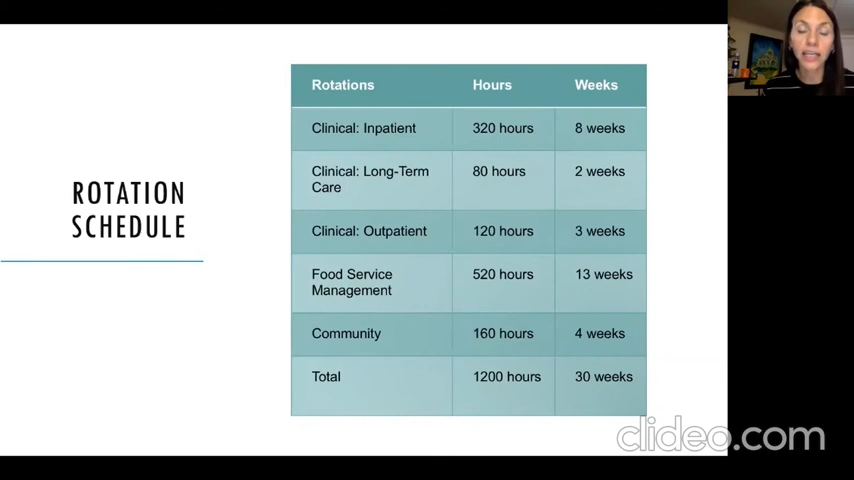 ROTATION
SCHEDULE
Rotations Hours Weeks
Clinical: Inpatient 320 hours 8 weeks
Clinical: Long-Term 80 hours 2 weeks
Care
Clinical: Outpatient 120 hours 3 weeks
Food Service 520 hours 13 weeks
Management
Community 160 hours 4 weeks
Total 1200 hours 30 weeks
clideo.com